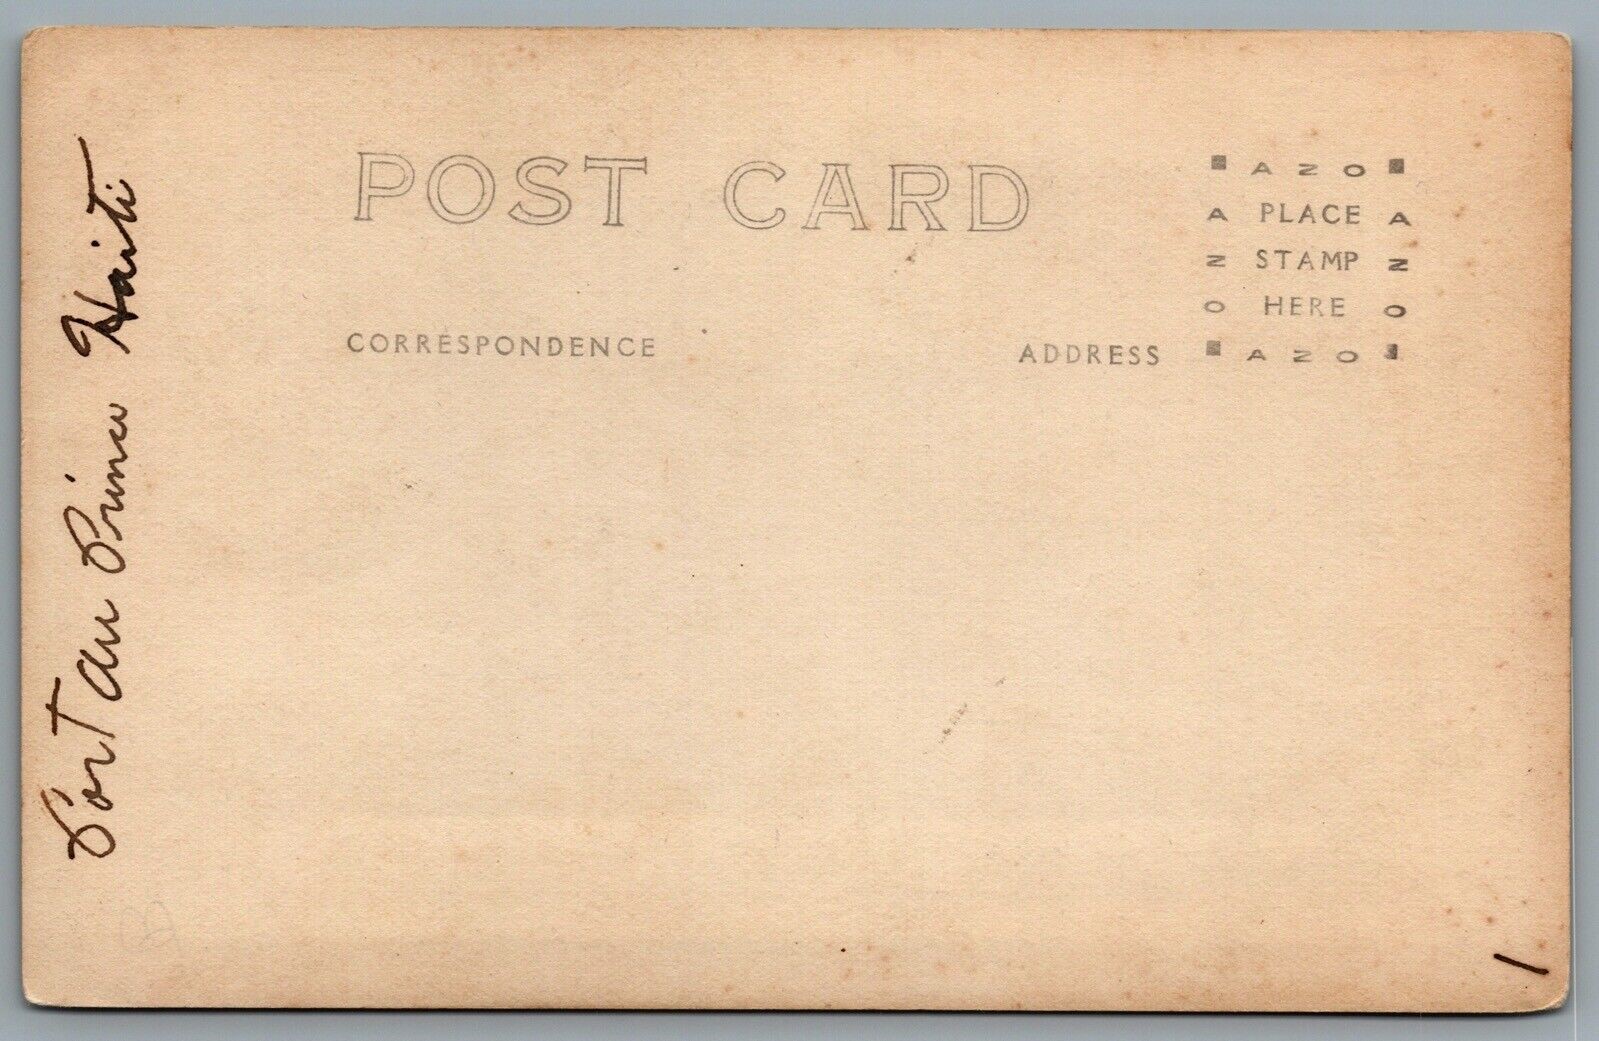 POST CARD
CORRESPONDENCE
ADDRESS
AZO
A PLACE A
N STAMP N
O HERE O
AZO
Port au Prince Haiti
1